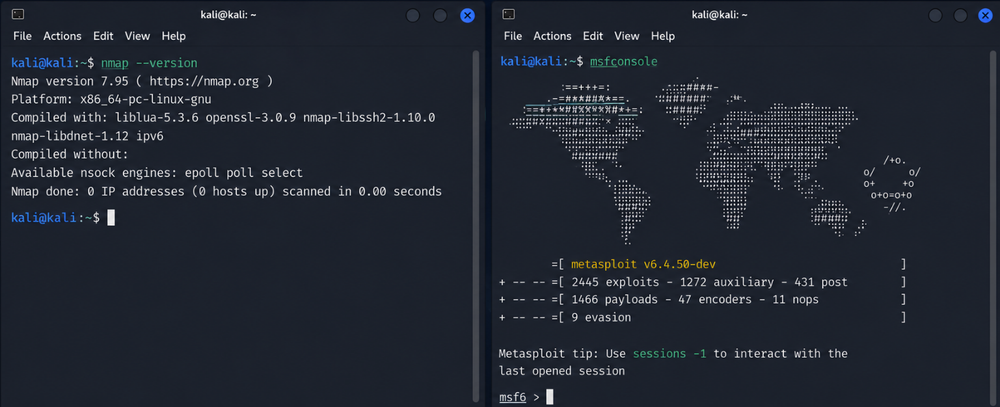 kali@kali: ~
File Actions Edit View Help
kali@kali:~$ nmap --version
Nmap version 7.95 ( https://nmap.org )
Platform: x86_64-pc-linux-gnu
Compiled with: liblua-5.3.6 openssl-3.0.9 nmap-libssh2-1.10.0
nmap-libdnet-1.12 ipv6
Compiled without:
Available nsock engines: epoll poll select
Nmap done: 0 IP addresses (0 hosts up) scanned in 0.00 seconds
kali@kali:~$
kali@kali: ~
File Actions Edit View Help
kali@kali:~$ msfconsole
/+o.
o/ o/
o+ +o
o+o=o+o
-//.
=[ metasploit v6.4.50-dev ]
+ -- -- =[ 2445 exploits - 1272 auxiliary - 431 post ]
+ -- -- =[ 1466 payloads - 47 encoders - 11 nops ]
+ -- -- =[ 9 evasion ]
Metasploit tip: Use sessions -1 to interact with the
last opened session
msf6 >